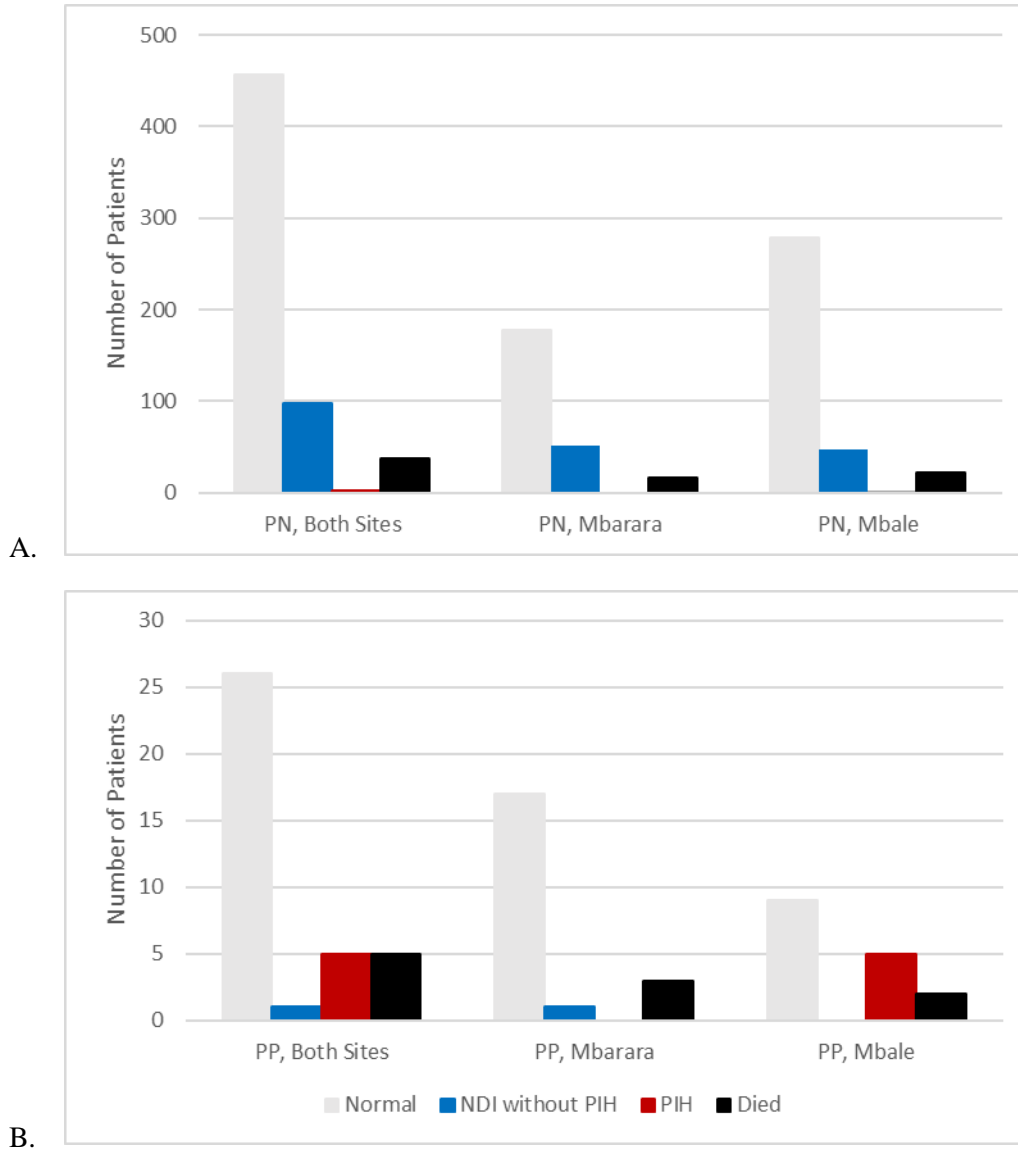 500
400
300
200
100
0
Number of Patients
PN, Both Sites PN, Mbarara PN, Mbale
A.
30
25
20
15
10
5
0
Number of Patients
PP, Both Sites PP, Mbarara PP, Mbale
Normal NDI without PIH PIH Died
B.